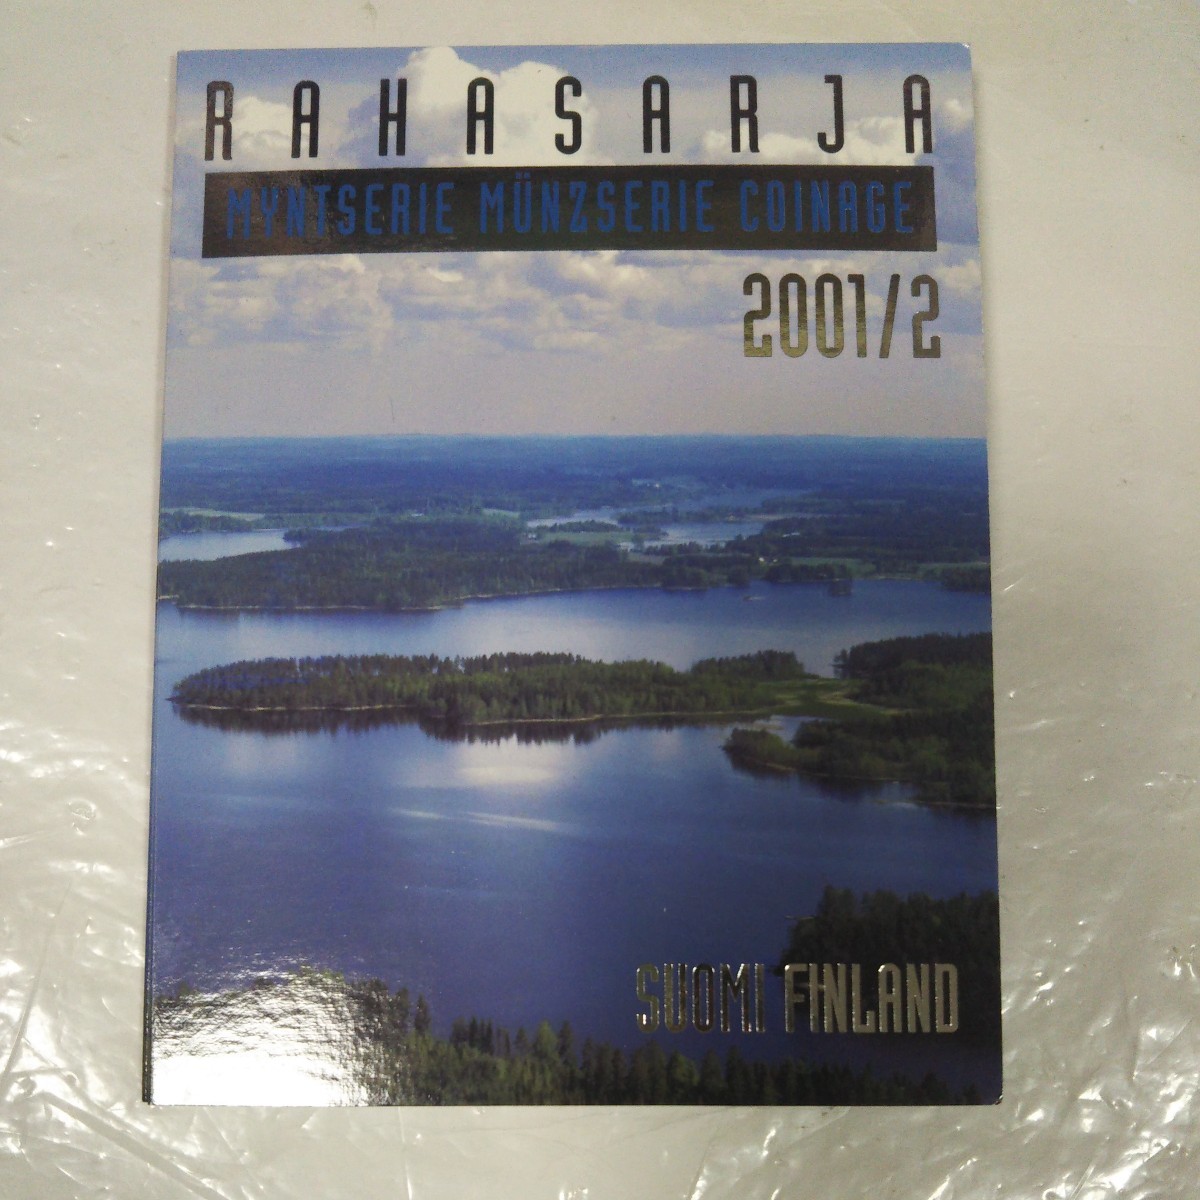 RAHASARJA
MYNTSERIE MÜNZSERIE COINAGE
2001/2
SUOMI FINLAND